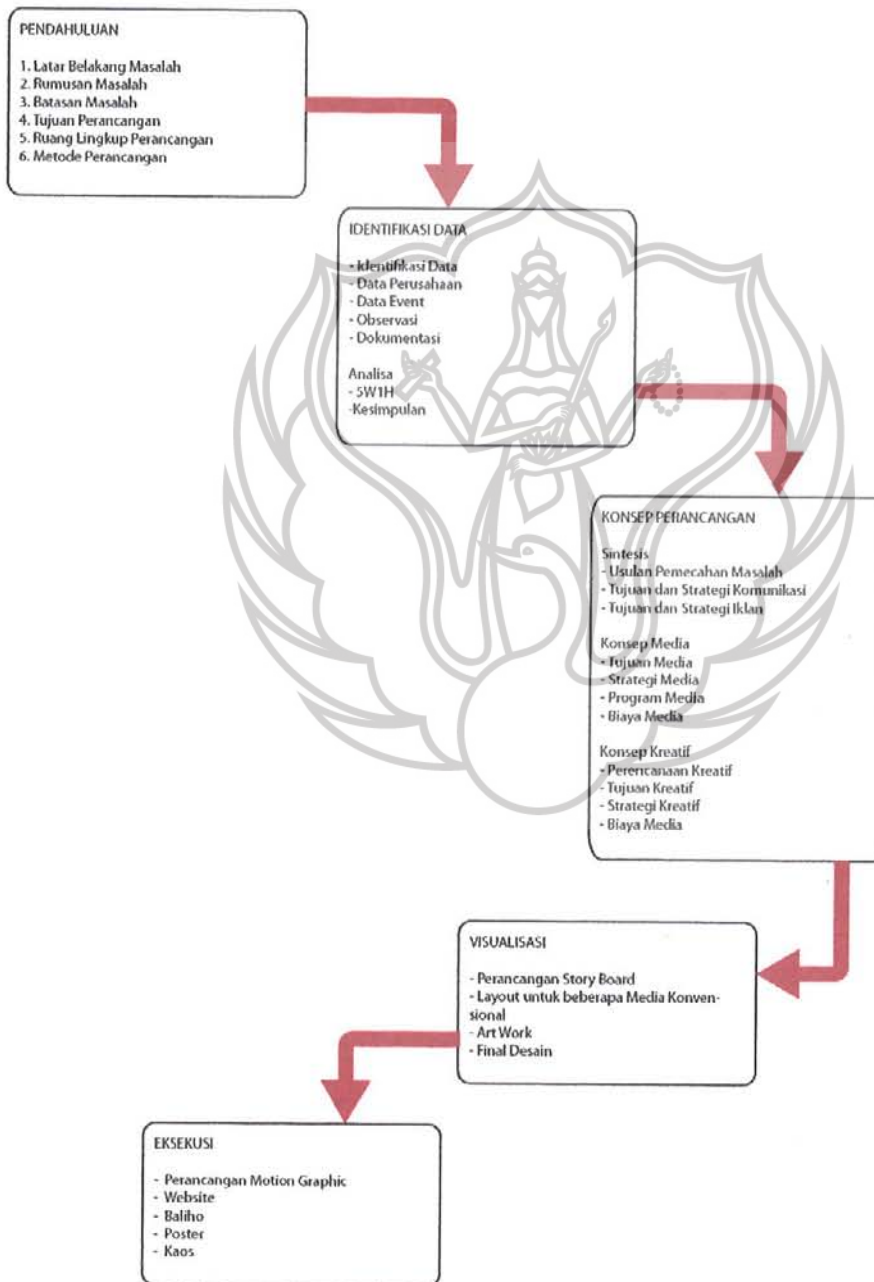 PENDAHULUAN
1. Latar Belakang Masalah
2. Rumusan Masalah
3. Batasan Masalah
4. Tujuan Perancangan
5. Ruang Lingkup Perancangan
6. Metode Perancangan
IDENTIFIKASI DATA
- Identifikasi Data
- Data Perusahaan
- Data Event
- Observasi
- Dokumentasi
Analisa
- 5W1H
-Kesimpulan
KONSEP PERANCANGAN
Sintesis
- Usulan Pemecahan Masalah
- Tujuan dan Strategi Komunikasi
- Tujuan dan Strategi Iklan
Konsep Media
- Tujuan Media
- Strategi Media
- Program Media
- Biaya Media
Konsep Kreatif
- Perencanaan Kreatif
- Tujuan Kreatif
- Strategi Kreatif
- Biaya Media
VISUALISASI
- Perancangan Story Board
- Layout untuk beberapa Media Konven-
sional
- Art Work
- Final Desain
EKSEKUSI
- Perancangan Motion Graphic
- Website
- Baliho
- Poster
- Kaos